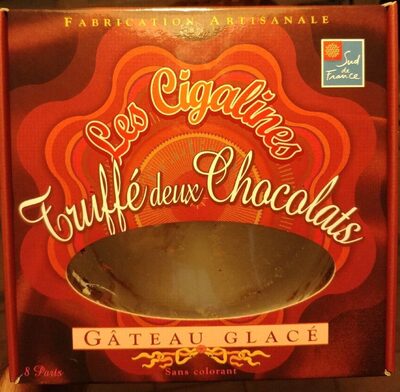 FABRICATION ARTISANALE
Sud
de
France
Les Cigalines
Truffé deux Chocolats
GÂTEAU GLACÉ
8 Parts
Sans colorant